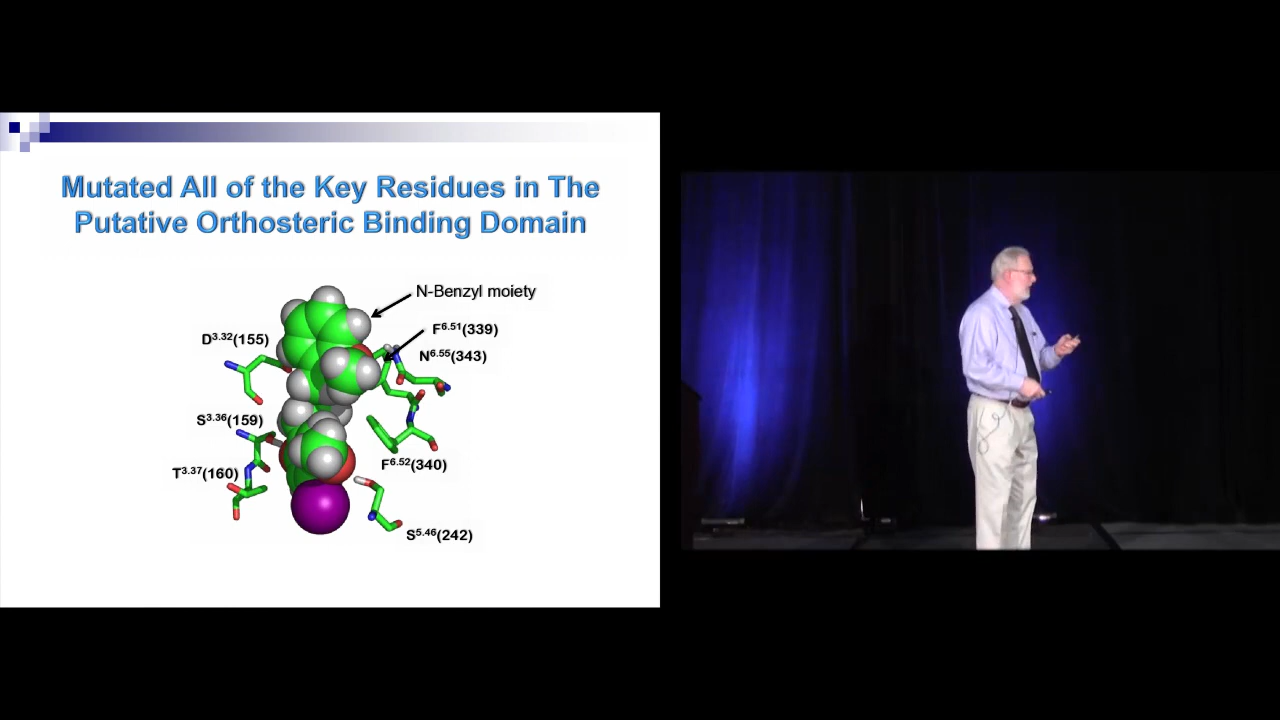 Mutated All of the Key Residues in The
Putative Orthosteric Binding Domain
N-Benzyl moiety
F6.51(339)
D3.32(155)
N6.55(343)
S3.36(159)
F6.52(340)
T3.37(160)
S5.46(242)